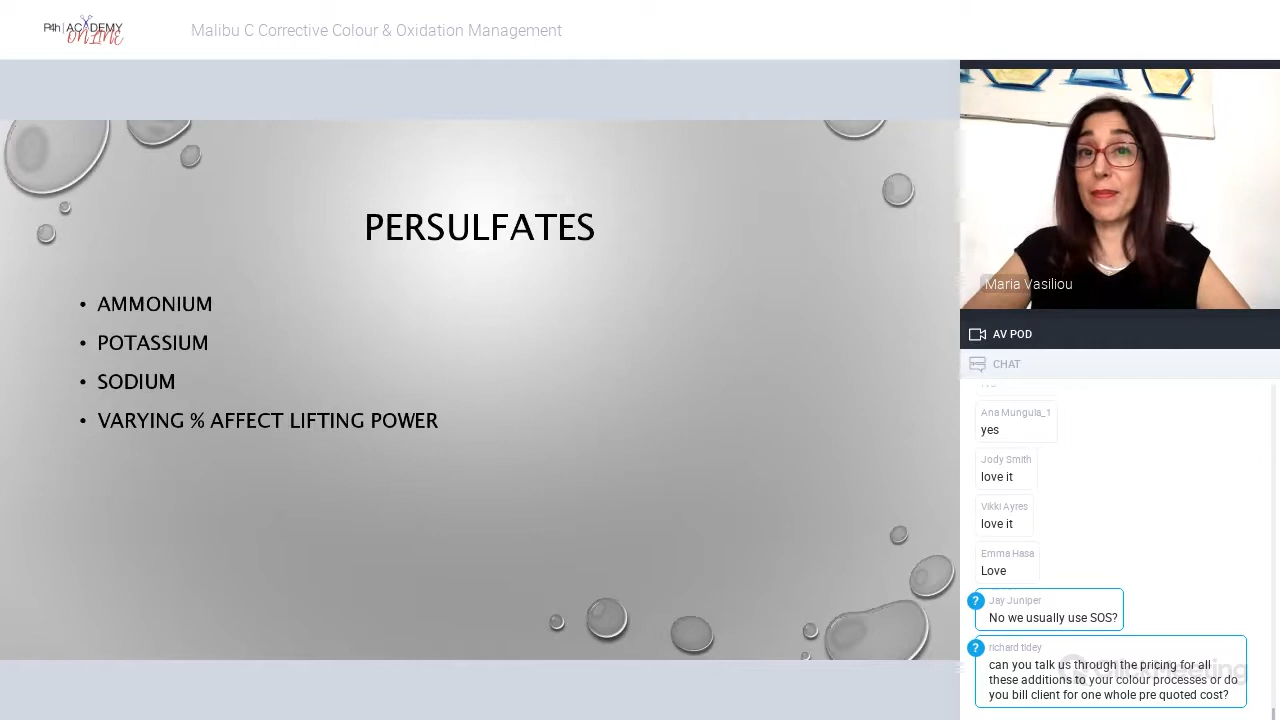 P4h | ACADEMY
ONLINE
Malibu C Corrective Colour & Oxidation Management
PERSULFATES
• AMMONIUM
• POTASSIUM
• SODIUM
• VARYING % AFFECT LIFTING POWER
Maria Vasiliou
AV POD
CHAT
Ana Mungula_1
yes
Jody Smith
love it
Vikki Ayres
love it
Emma Hasa
Love
?
Jay Juniper
No we usually use SOS?
?
richard tidey
can you talk us through the pricing for all
these additions to your colour processes or do
you bill client for one whole pre quoted cost?
ClickMeeting